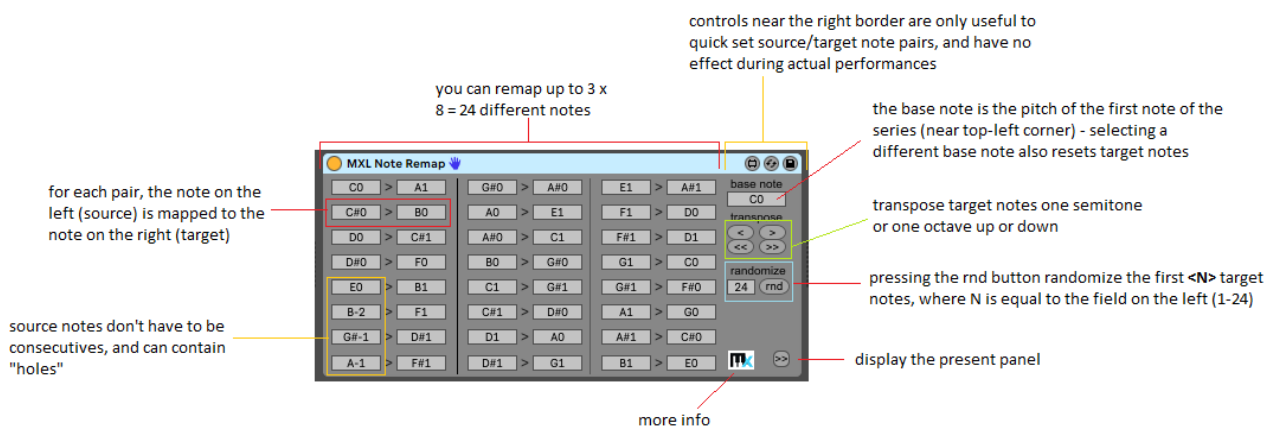 controls near the right border are only useful to
quick set source/target note pairs, and have no
effect during actual performances
you can remap up to 3 x
8 = 24 different notes
the base note is the pitch of the first note of the
series (near top-left corner) - selecting a
different base note also resets target notes
for each pair, the note on the
left (source) is mapped to the
note on the right (target)
transpose target notes one semitone
or one octave up or down
pressing the rnd button randomize the first <N> target
notes, where N is equal to the field on the left (1-24)
source notes don't have to be
consecutives, and can contain
"holes"
display the present panel
more info
MXL Note Remap
C0 > A1 G#0 > A#0 E1 > A#1 base note
C0
C#0 > B0 A0 > E1 F1 > D0 transpose
D0 > C#1 A#0 > C1 F#1 > D1 < >
<< >>
D#0 > F0 B0 > G#0 G1 > C0 randomize
E0 > B1 C1 > G#1 G#1 > F#0 24 rnd
B-2 > F1 C#1 > D#0 A1 > G0
G#-1 > D#1 D1 > A0 A#1 > C#0
A-1 > F#1 D#1 > G1 B1 > E0 mx >>